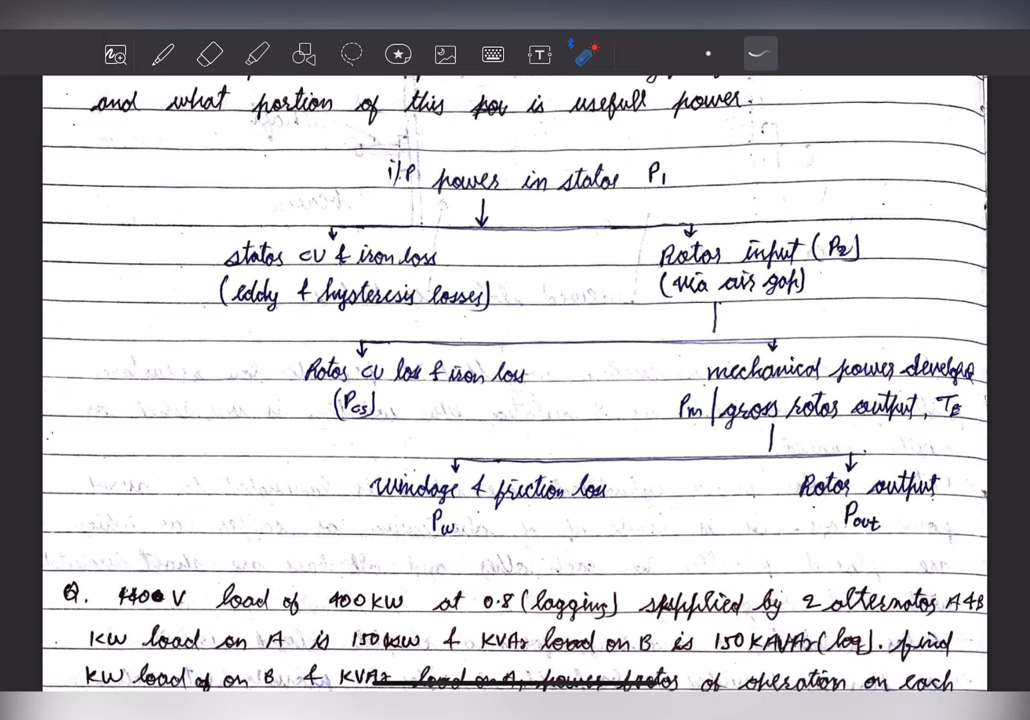 and what portion of this is usefull power.
i/P power in stator P1
stator cu & iron loss
Rotor input (P2)
(eddy & hysteresis losses)
(via air gap)
Rotor cu loss & iron loss
mechanical power develope
(Pcs)
Pm / gross rotor output, TE
windage & friction loss
Rotor output
Pw
Pout
Q. V load of 400 KW at 0.8 (lagging) supplied by 2 alternator A & B
KW load on A is 150 kw & KVAr load on B is 150 KVAr (lag). find
KW load of on B & KVAr load on A, power factor of operation on each
T